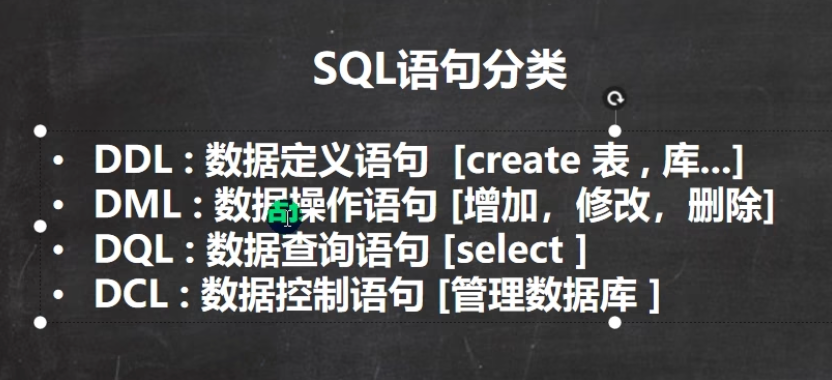 SQL语句分类
• DDL : 数据定义语句 [create 表 , 库...]
• DML : 数据操作语句 [增加，修改，删除]
• DQL : 数据查询语句 [select ]
• DCL : 数据控制语句 [管理数据库 ]